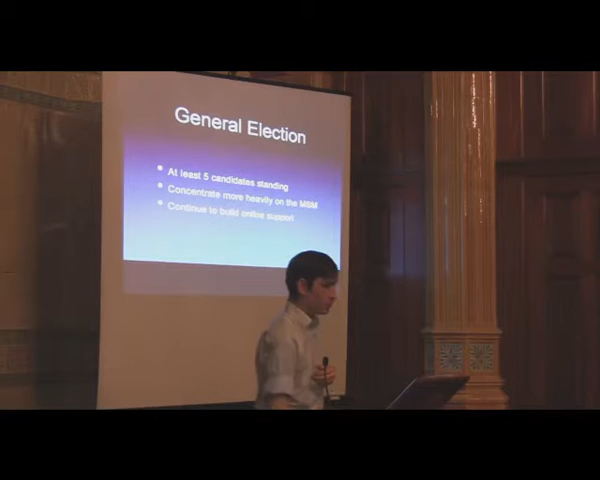 General Election
At least 5 candidates standing
Concentrate more heavily on the MSM
Continue to build online support